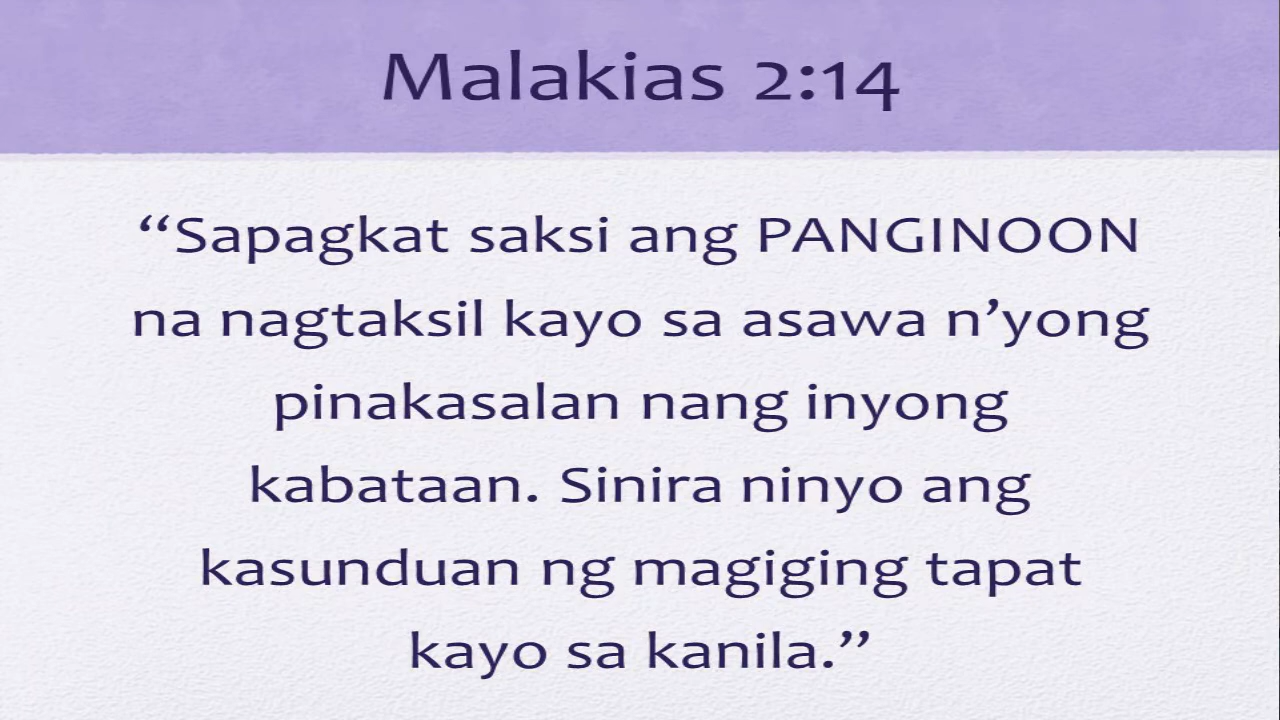 Malakias 2:14
“Sapagkat saksi ang PANGINOON
na nagtaksil kayo sa asawa n’yong
pinakasalan nang inyong
kabataan. Sinira ninyo ang
kasunduan ng magiging tapat
kayo sa kanila.”